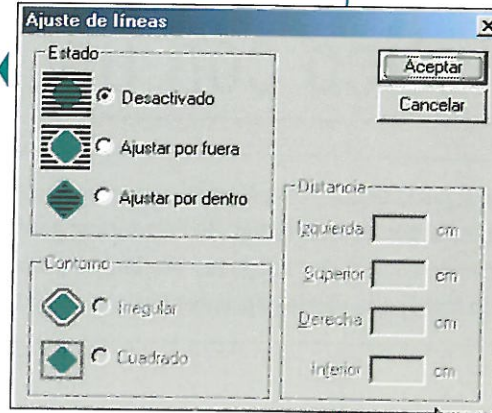 Ajuste de líneas
Estado
Desactivado
Ajustar por fuera
Ajustar por dentro
Aceptar
Cancelar
Contorno
Irregular
Cuadrado
Distancia
Izquierda cm
Superior cm
Derecha cm
Inferior cm